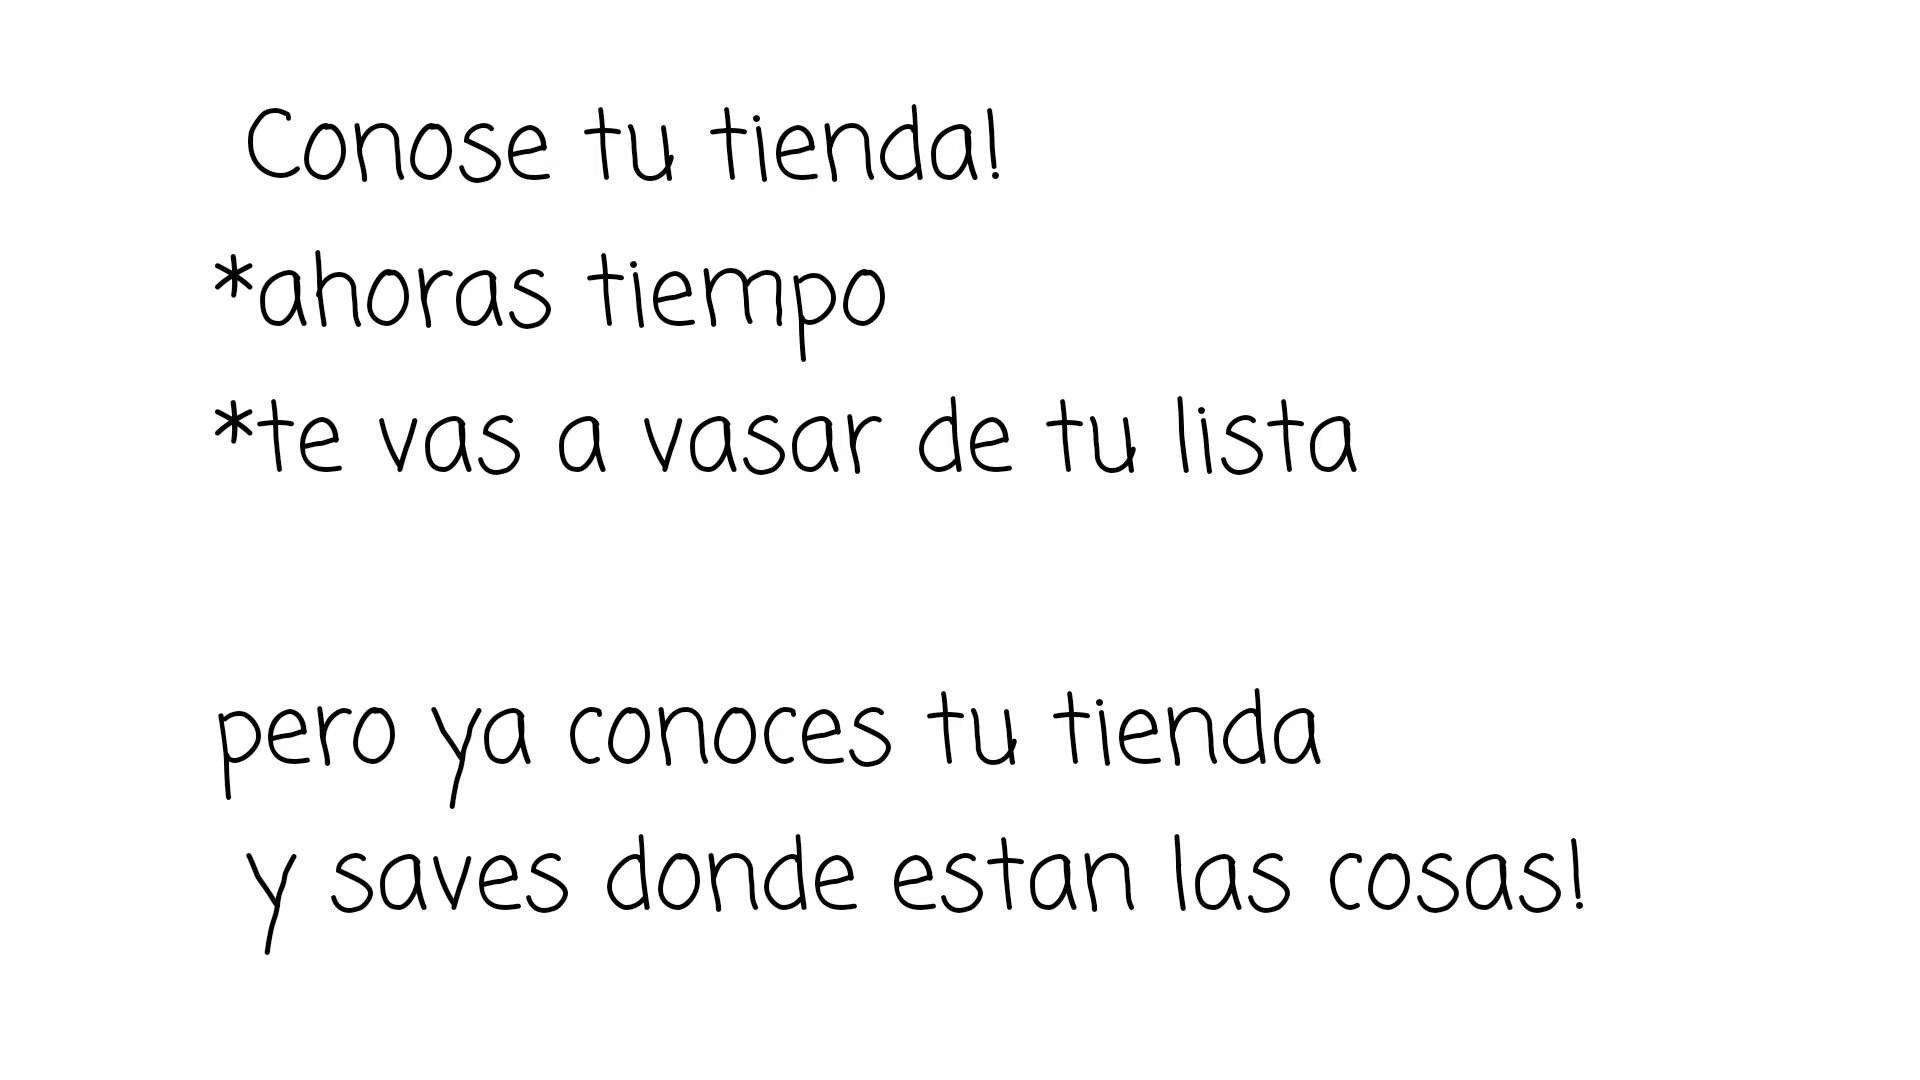 Conose tu tienda!
*ahoras tiempo
*te vas a vasar de tu lista
pero ya conoces tu tienda
y saves donde estan las cosas!